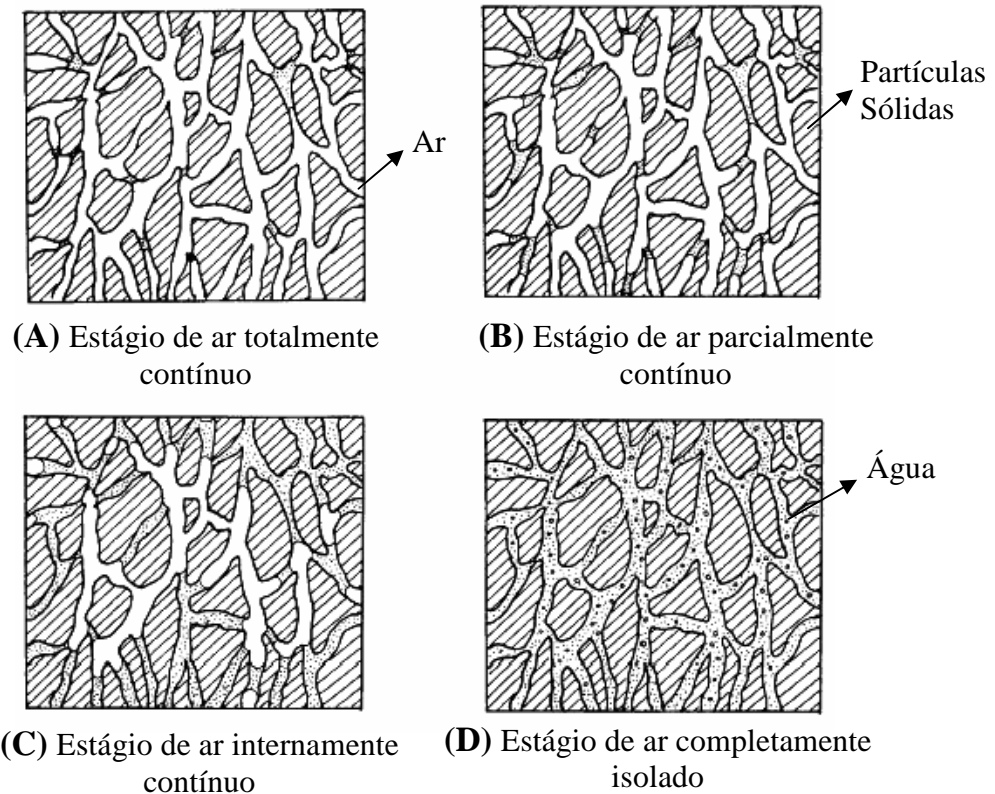 Ar
Partículas
Sólidas
(A) Estágio de ar totalmente
contínuo
(B) Estágio de ar parcialmente
contínuo
Água
(C) Estágio de ar internamente
contínuo
(D) Estágio de ar completamente
isolado